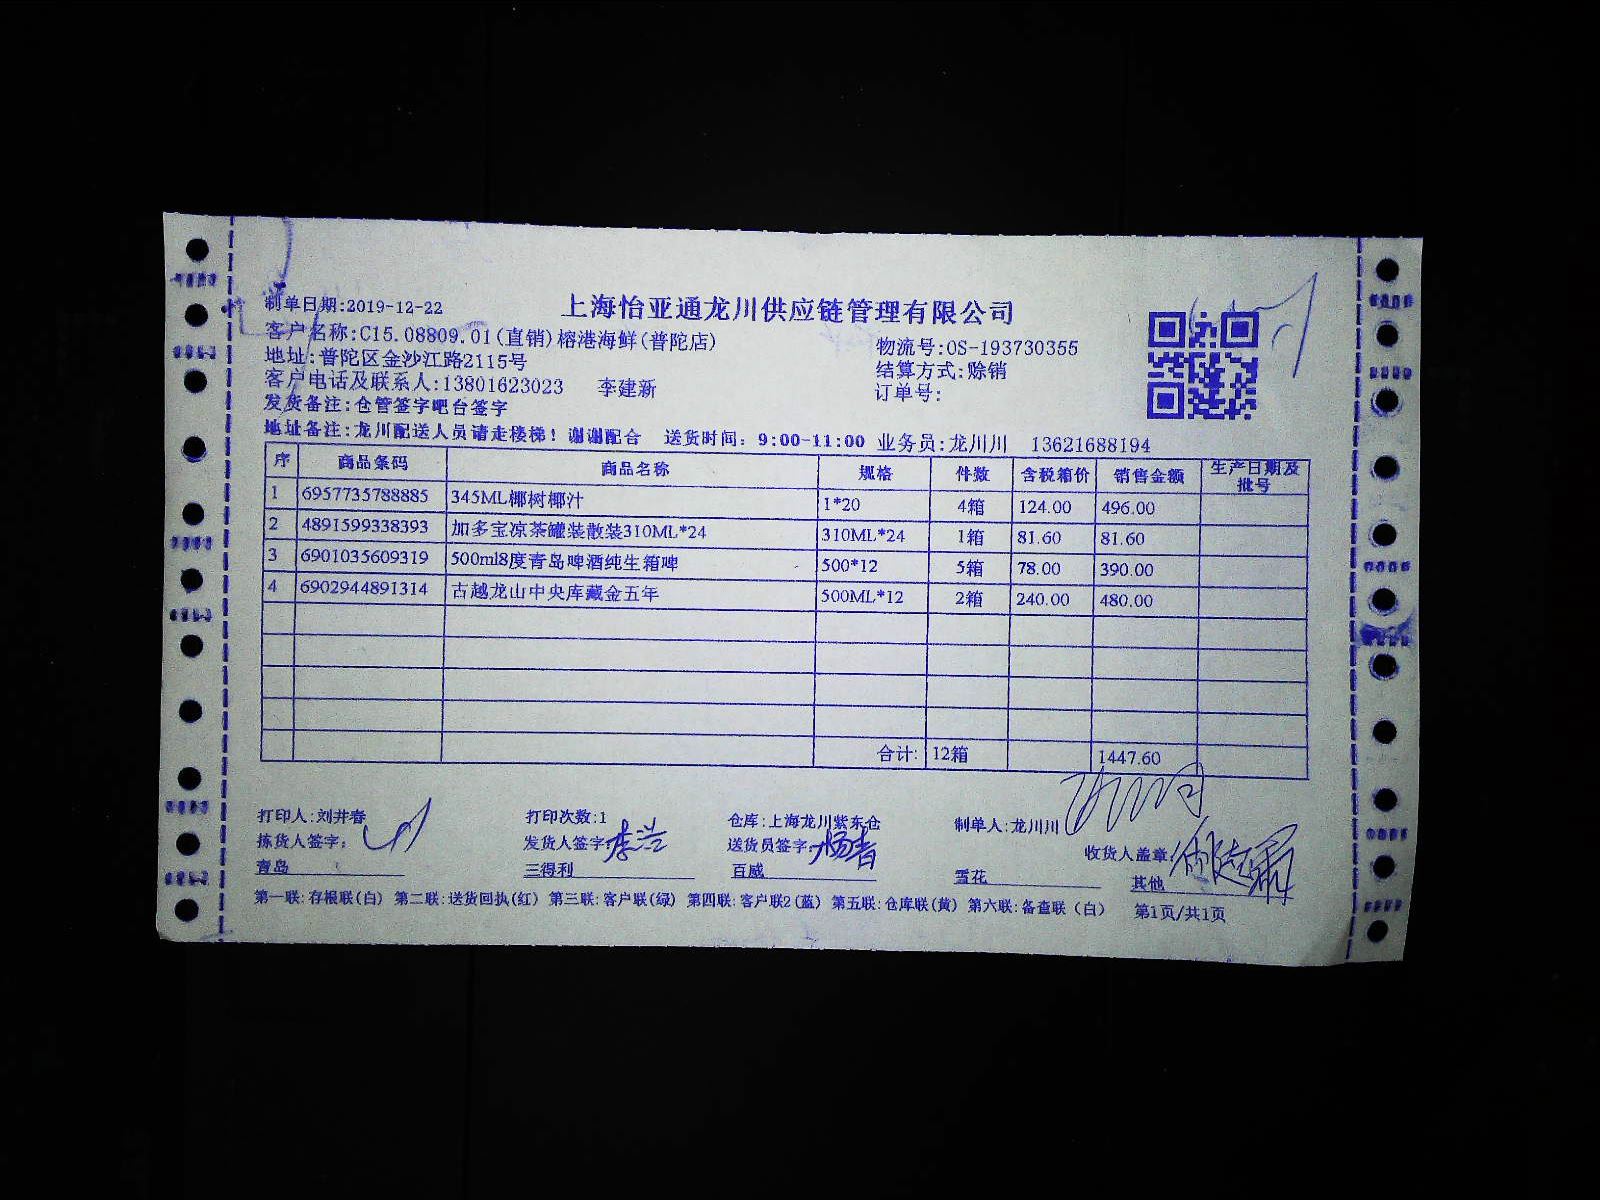 上海怡亚通龙川供应链管理有限公司
制单日期:2019-12-22
客户名称:C15.08809.01(直销)榕港海鲜(普陀店)
物流号:OS-193730355
地址:普陀区金沙江路2115号
结算方式:赊销
客户电话及联系人:13801623023 李建新
订单号:
发货备注:仓管签字吧台签字
地址备注:龙川配送人员请走楼梯！谢谢配合 送货时间：9:00-11:00 业务员:龙川川 13621688194
序 商品条码 商品名称 规格 件数 含税箱价 销售金额 生产日期及批号
1 6957735788885 345ML椰树椰汁 1*20 4箱 124.00 496.00
2 4891599338393 加多宝凉茶罐装散装310ML*24 310ML*24 1箱 81.60 81.60
3 6901035609319 500ml8度青岛啤酒纯生箱啤 500*12 5箱 78.00 390.00
4 6902944891314 古越龙山中央库藏金五年 500ML*12 2箱 240.00 480.00
合计: 12箱 1447.60
打印人:刘井春 打印次数:1 仓库:上海龙川紫东仓 制单人:龙川川
拣货人签字: 发货人签字: 李浩 送货员签字: 杨青 收货人盖章:
青岛 三得利 百威 雪花 其他
第一联:存根联(白) 第二联:送货回执(红) 第三联:客户联(绿) 第四联:客户联2(蓝) 第五联:仓库联(黄) 第六联:备查联（白） 第1页/共1页